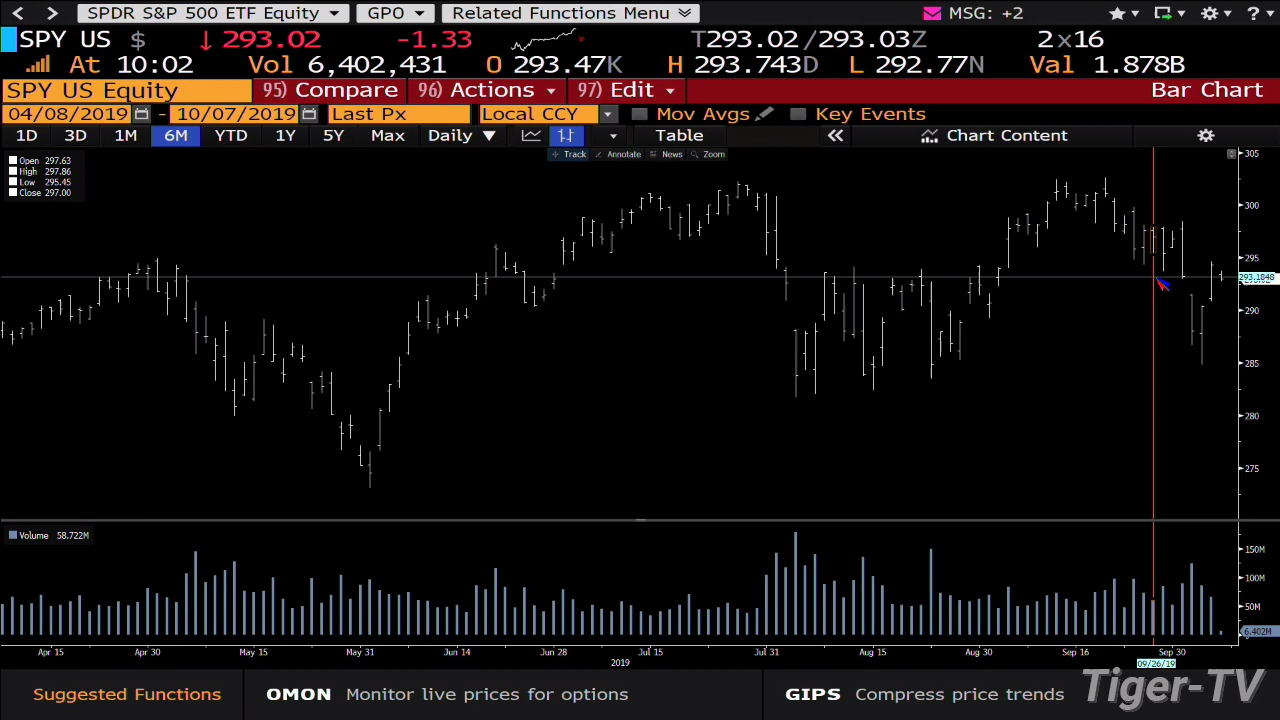 SPDR S&P 500 ETF Equity GPO Related Functions Menu MSG: +2 ?
SPY US $ ↓ 293.02 -1.33 T293.02/293.03Z 2x16
At 10:02 Vol 6,402,431 O 293.47K H 293.743D L 292.77N Val 1.878B
SPY US Equity 95) Compare 96) Actions 97) Edit Bar Chart
04/08/2019 - 10/07/2019 Last Px Local CCY Mov Avgs Key Events
1D 3D 1M 6M YTD 1Y 5Y Max Daily ▼ Table « Chart Content
Track Annotate News Zoom
Open 297.63
High 297.86
Low 295.45
Close 297.00
305
300
295
293.1848
290
285
280
275
Volume 58.722M
150M
100M
50M
6.402M
Apr 15 Apr 30 May 15 May 31 Jun 14 Jun 28 Jul 15 Jul 31 Aug 15 Aug 30 Sep 16 Sep 30
2019 09/26/19
Suggested Functions OMON Monitor live prices for options GIPS Compress price trends
Tiger-TV